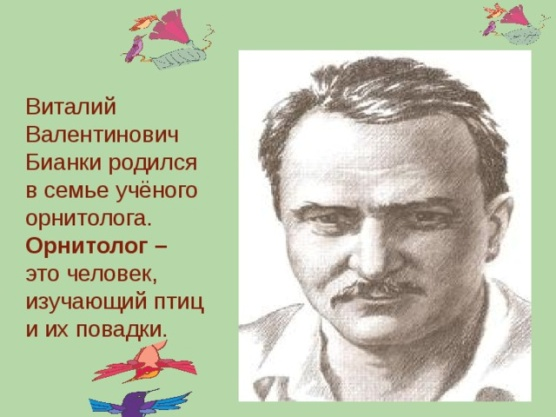 Виталий
Валентинович
Бианки родился
в семье учёного
орнитолога.
Орнитолог –
это человек,
изучающий птиц
и их повадки.